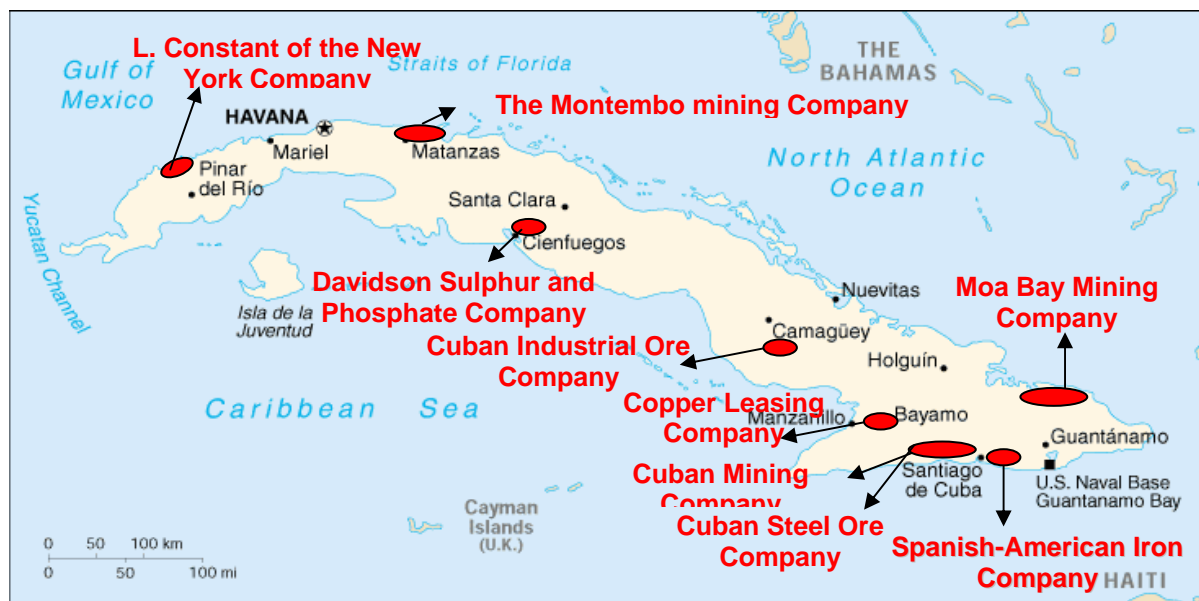 L. Constant of the New
York Company
Gulf of
Mexico
Straits of Florida
THE
BAHAMAS
The Montembo mining Company
HAVANA
Mariel
Matanzas
North Atlantic
Ocean
Pinar
del Río
Yucatan Channel
Santa Clara
Cienfuegos
Davidson Sulphur and
Phosphate Company
Isla de la
Juventud
Nuevitas
Moa Bay Mining
Company
Camagüey
Cuban Industrial Ore
Company
Holguín
Caribbean Sea
Copper Leasing
Company
Manzanillo
Bayamo
Guantánamo
Cuban Mining
Company
Santiago
de Cuba
U.S. Naval Base
Guantanamo Bay
Cayman
Islands
(U.K.)
Cuban Steel Ore
Company
Spanish-American Iron
Company
HAITI
0 50 100 km
0 50 100 mi